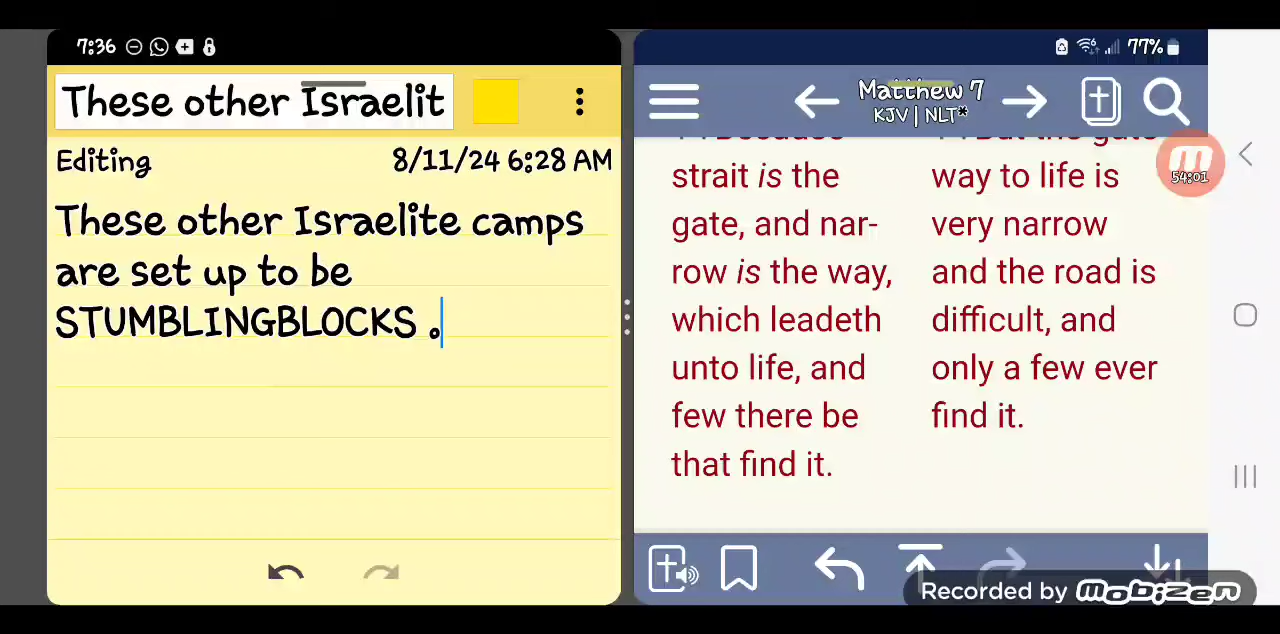 7:36
77%
These other Israelit
Matthew 7
KJV | NLT*
Editing
8/11/24 6:28 AM
54:01
These other Israelite camps
are set up to be
STUMBLINGBLOCKS .
strait is the
gate, and nar-
row is the way,
which leadeth
unto life, and
few there be
that find it.
way to life is
very narrow
and the road is
difficult, and
only a few ever
find it.
Recorded by mobizen